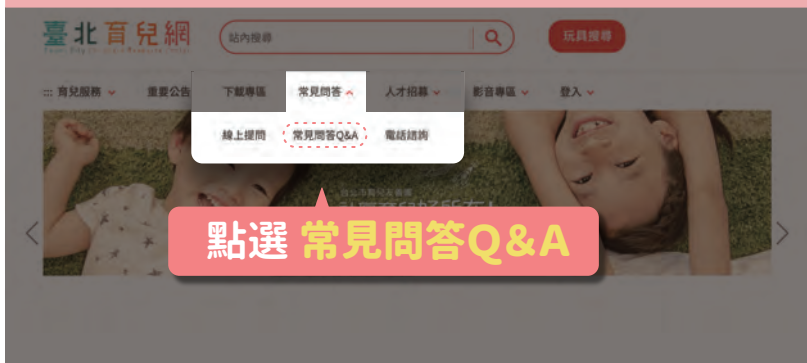 臺北育兒網
站內搜尋
玩具搜尋
::: 育兒服務 重要公告 下載專區 常見問答 人才招募 影音專區 登入
線上提問 常見問答Q&A 電話諮詢
點選 常見問答Q&A